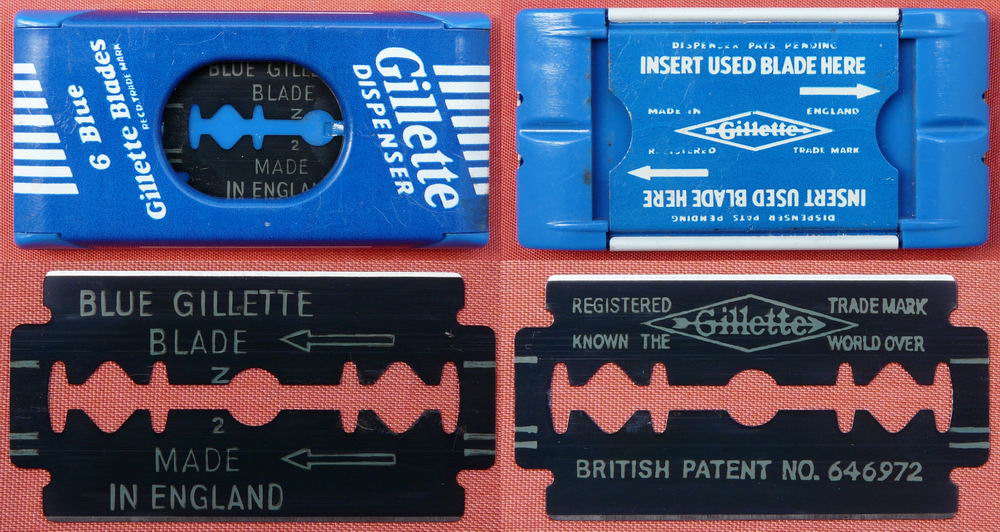 6 Blue
Gillette Blades
REGD. TRADE MARK
BLUE GILLE
BLADE
Z
2
MADE
IN ENGLA
Gillette
DISPENSER
DISPENSER PATS PENDING
INSERT USED BLADE HERE
MADE IN ENGLAND
Gillette
REGISTERED TRADE MARK
INSERT USED BLADE HERE
DISPENSER PATS PENDING
BLUE GILLETTE
BLADE
Z
2
MADE
IN ENGLAND
REGISTERED Gillette TRADE MARK
KNOWN THE WORLD OVER
BRITISH PATENT NO. 646972